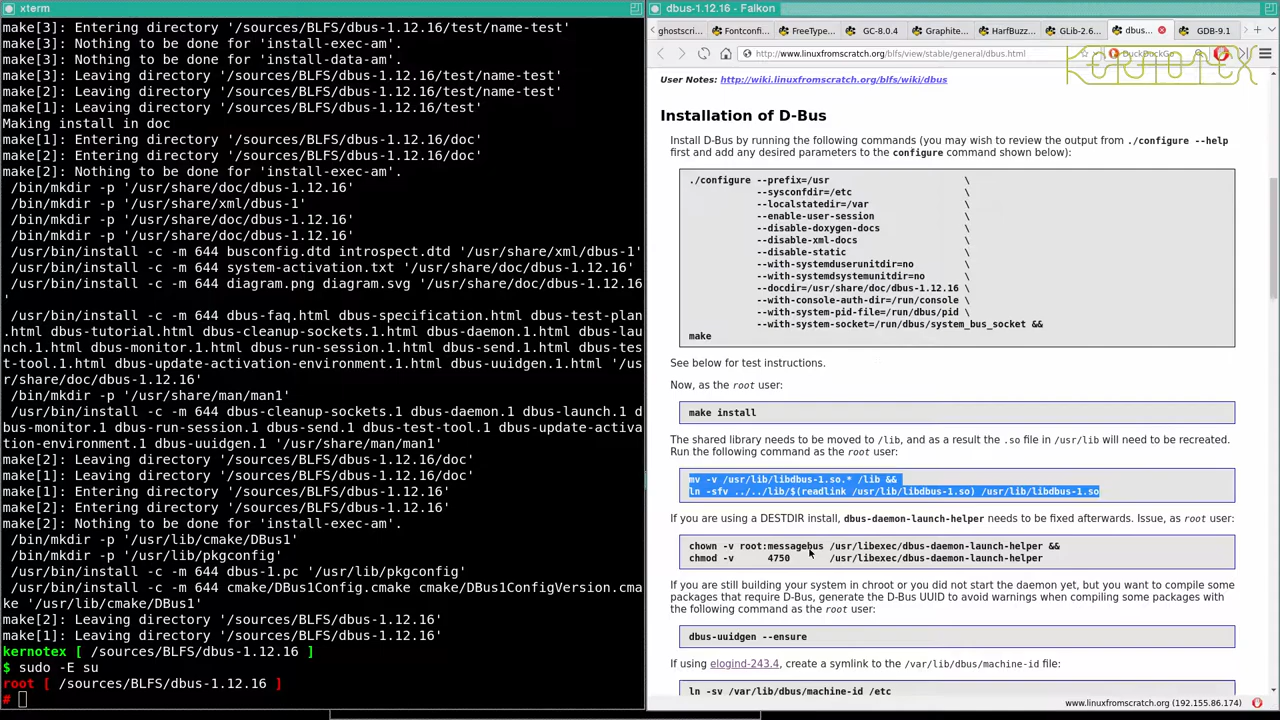 xterm
make[3]: Entering directory '/sources/BLFS/dbus-1.12.16/test/name-test'
make[3]: Nothing to be done for 'install-exec-am'.
make[3]: Nothing to be done for 'install-data-am'.
make[3]: Leaving directory '/sources/BLFS/dbus-1.12.16/test/name-test'
make[2]: Leaving directory '/sources/BLFS/dbus-1.12.16/test/name-test'
make[1]: Leaving directory '/sources/BLFS/dbus-1.12.16/test'
Making install in doc
make[1]: Entering directory '/sources/BLFS/dbus-1.12.16/doc'
make[2]: Entering directory '/sources/BLFS/dbus-1.12.16/doc'
make[2]: Nothing to be done for 'install-exec-am'.
/bin/mkdir -p '/usr/share/doc/dbus-1.12.16'
/bin/mkdir -p '/usr/share/xml/dbus-1'
/bin/mkdir -p '/usr/share/doc/dbus-1.12.16'
/bin/mkdir -p '/usr/share/doc/dbus-1.12.16'
/usr/bin/install -c -m 644 busconfig.dtd introspect.dtd '/usr/share/xml/dbus-1'
/usr/bin/install -c -m 644 system-activation.txt '/usr/share/doc/dbus-1.12.16'
/usr/bin/install -c -m 644 diagram.png diagram.svg '/usr/share/doc/dbus-1.12.16
'
/usr/bin/install -c -m 644 dbus-faq.html dbus-specification.html dbus-test-plan
.html dbus-tutorial.html dbus-cleanup-sockets.1.html dbus-daemon.1.html dbus-lau
nch.1.html dbus-monitor.1.html dbus-run-session.1.html dbus-send.1.html dbus-tes
t-tool.1.html dbus-update-activation-environment.1.html dbus-uuidgen.1.html '/us
r/share/doc/dbus-1.12.16'
/bin/mkdir -p '/usr/share/man/man1'
/usr/bin/install -c -m 644 dbus-cleanup-sockets.1 dbus-daemon.1 dbus-launch.1 d
bus-monitor.1 dbus-run-session.1 dbus-send.1 dbus-test-tool.1 dbus-update-activa
tion-environment.1 dbus-uuidgen.1 '/usr/share/man/man1'
make[2]: Leaving directory '/sources/BLFS/dbus-1.12.16/doc'
make[1]: Leaving directory '/sources/BLFS/dbus-1.12.16/doc'
make[1]: Entering directory '/sources/BLFS/dbus-1.12.16'
make[2]: Entering directory '/sources/BLFS/dbus-1.12.16'
make[2]: Nothing to be done for 'install-exec-am'.
/bin/mkdir -p '/usr/lib/cmake/DBus1'
/bin/mkdir -p '/usr/lib/pkgconfig'
/usr/bin/install -c -m 644 dbus-1.pc '/usr/lib/pkgconfig'
/usr/bin/install -c -m 644 cmake/DBus1Config.cmake cmake/DBus1ConfigVersion.cma
ke '/usr/lib/cmake/DBus1'
make[2]: Leaving directory '/sources/BLFS/dbus-1.12.16'
make[1]: Leaving directory '/sources/BLFS/dbus-1.12.16'
kernotex [ /sources/BLFS/dbus-1.12.16 ]
$ sudo -E su
root [ /sources/BLFS/dbus-1.12.16 ]
#
dbus-1.12.16 - Falkon
ghostscri... Fontconfi... FreeType... GC-8.0.4 Graphite... HarfBuzz... GLib-2.6... dbus... GDB-9.1
http://www.linuxfromscratch.org/blfs/view/stable/general/dbus.html DuckDuckGo
KERNOTEX
User Notes: http://wiki.linuxfromscratch.org/blfs/wiki/dbus
Installation of D-Bus
Install D-Bus by running the following commands (you may wish to review the output from ./configure --help
first and add any desired parameters to the configure command shown below):
./configure --prefix=/usr \
--sysconfdir=/etc \
--localstatedir=/var \
--enable-user-session \
--disable-doxygen-docs \
--disable-xml-docs \
--disable-static \
--with-systemduserunitdir=no \
--with-systemdsystemunitdir=no \
--docdir=/usr/share/doc/dbus-1.12.16 \
--with-console-auth-dir=/run/console \
--with-system-pid-file=/run/dbus/pid \
--with-system-socket=/run/dbus/system_bus_socket &&
make
See below for test instructions.
Now, as the root user:
make install
The shared library needs to be moved to /lib, and as a result the .so file in /usr/lib will need to be recreated.
Run the following command as the root user:
mv -v /usr/lib/libdbus-1.so.* /lib &&
ln -sfv ../../lib/$(readlink /usr/lib/libdbus-1.so) /usr/lib/libdbus-1.so
If you are using a DESTDIR install, dbus-daemon-launch-helper needs to be fixed afterwards. Issue, as root user:
chown -v root:messagebus /usr/libexec/dbus-daemon-launch-helper &&
chmod -v 4750 /usr/libexec/dbus-daemon-launch-helper
If you are still building your system in chroot or you did not start the daemon yet, but you want to compile some
packages that require D-Bus, generate the D-Bus UUID to avoid warnings when compiling some packages with
the following command as the root user:
dbus-uuidgen --ensure
If using elogind-243.4, create a symlink to the /var/lib/dbus/machine-id file:
ln -sv /var/lib/dbus/machine-id /etc
www.linuxfromscratch.org (192.155.86.174)